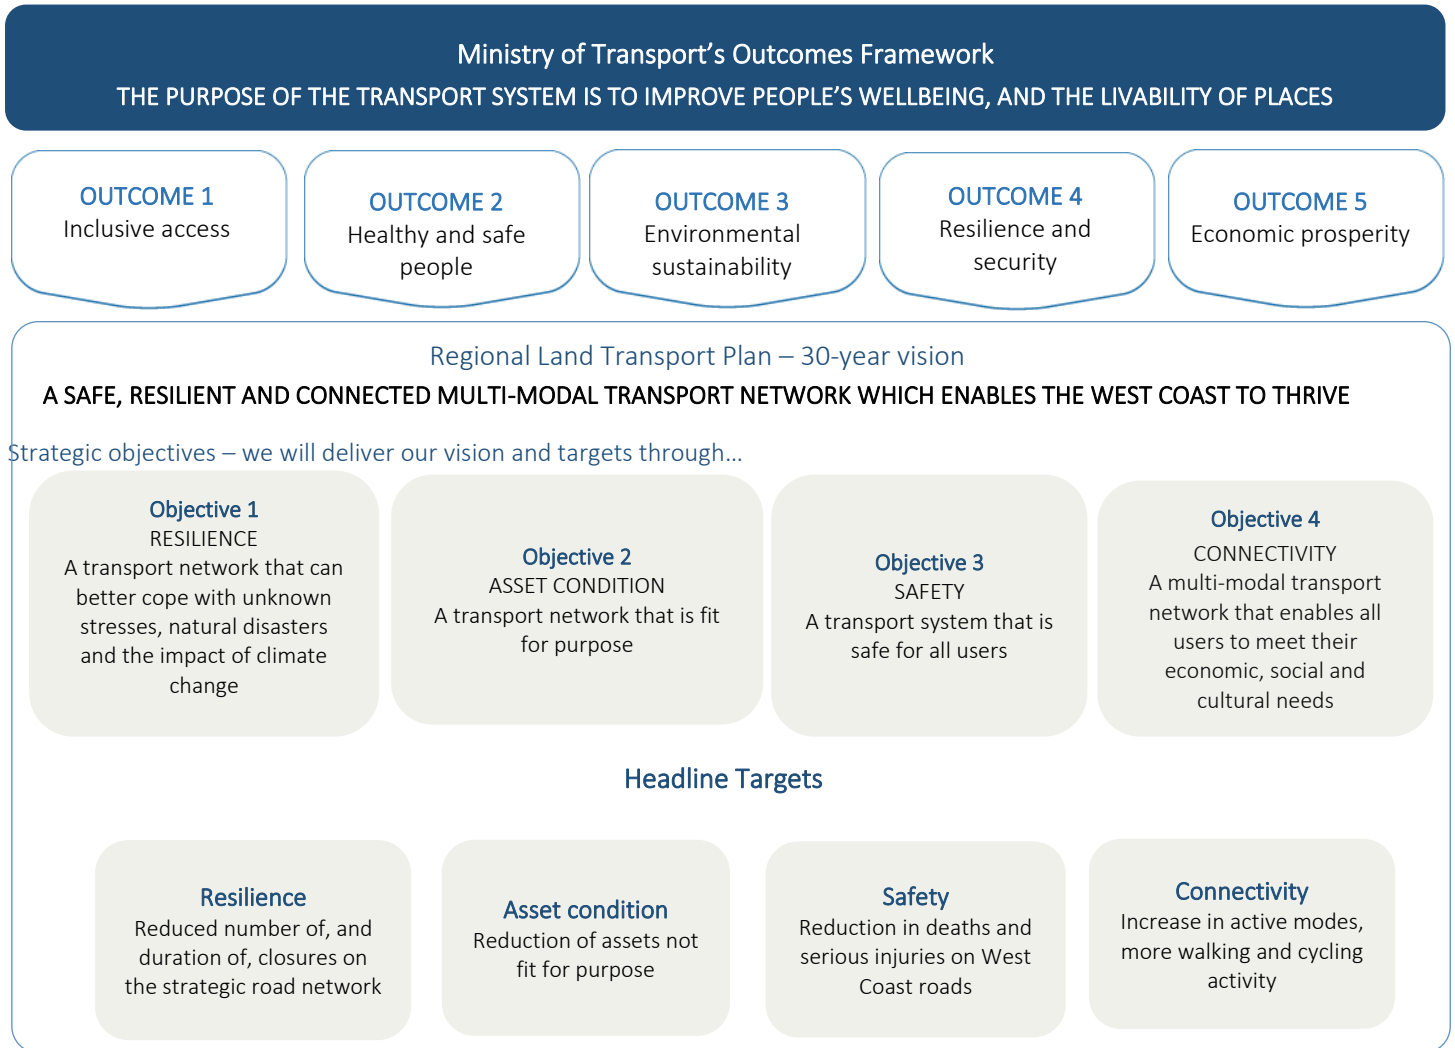 Ministry of Transport’s Outcomes Framework
THE PURPOSE OF THE TRANSPORT SYSTEM IS TO IMPROVE PEOPLE’S WELLBEING, AND THE LIVABILITY OF PLACES
OUTCOME 1
Inclusive access
OUTCOME 2
Healthy and safe
people
OUTCOME 3
Environmental
sustainability
OUTCOME 4
Resilience and
security
OUTCOME 5
Economic prosperity
Regional Land Transport Plan – 30-year vision
A SAFE, RESILIENT AND CONNECTED MULTI-MODAL TRANSPORT NETWORK WHICH ENABLES THE WEST COAST TO THRIVE
Strategic objectives – we will deliver our vision and targets through…
Objective 1
RESILIENCE
A transport network that can
better cope with unknown
stresses, natural disasters
and the impact of climate
change
Objective 2
ASSET CONDITION
A transport network that is fit
for purpose
Objective 3
SAFETY
A transport system that is
safe for all users
Objective 4
CONNECTIVITY
A multi-modal transport
network that enables all
users to meet their
economic, social and
cultural needs
Headline Targets
Resilience
Reduced number of, and
duration of, closures on
the strategic road network
Asset condition
Reduction of assets not
fit for purpose
Safety
Reduction in deaths and
serious injuries on West
Coast roads
Connectivity
Increase in active modes,
more walking and cycling
activity